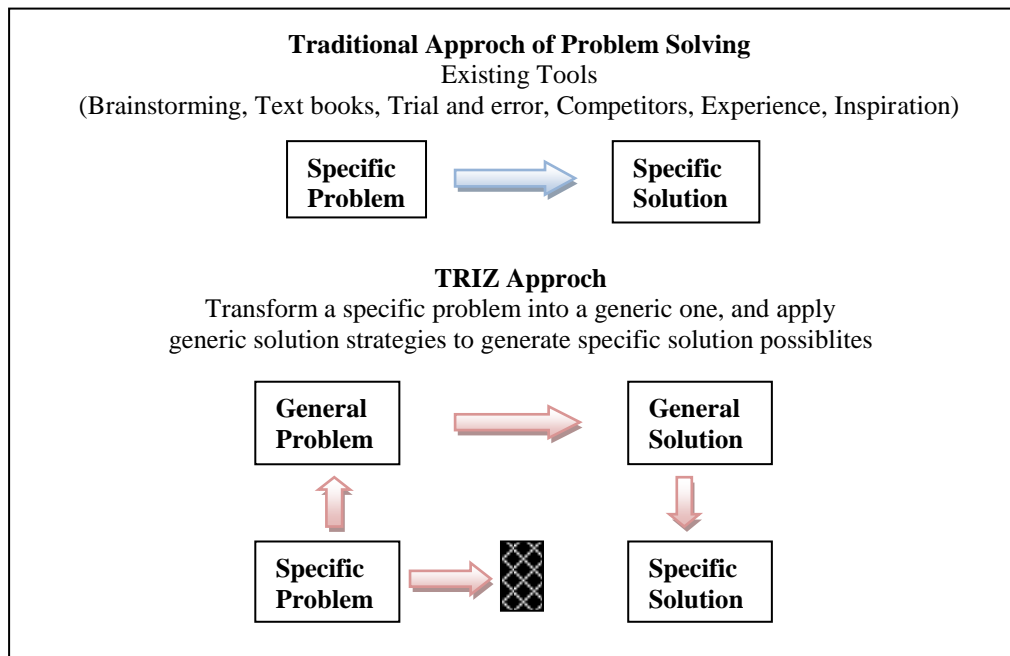 Traditional Approch of Problem Solving
Existing Tools
(Brainstorming, Text books, Trial and error, Competitors, Experience, Inspiration)
Specific
Problem
Specific
Solution
TRIZ Approch
Transform a specific problem into a generic one, and apply
generic solution strategies to generate specific solution possiblites
General
Problem
General
Solution
Specific
Problem
Specific
Solution